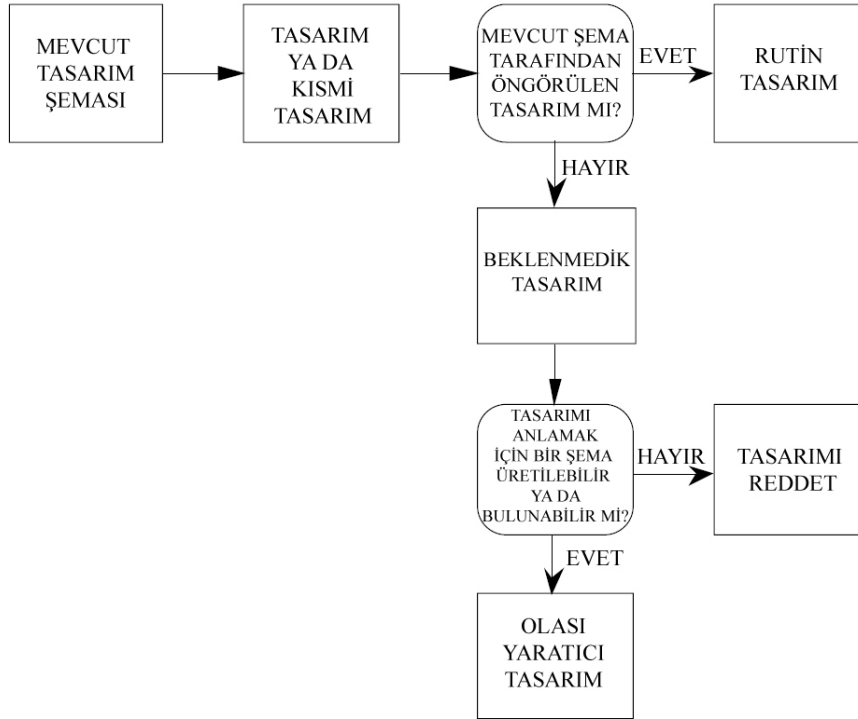 MEVCUT
TASARIM
ŞEMASI
TASARIM
YA DA
KISMİ
TASARIM
MEVCUT ŞEMA
TARAFINDAN
ÖNGÖRÜLEN
TASARIM MI?
EVET
RUTİN
TASARIM
HAYIR
BEKLENMEDİK
TASARIM
TASARIMI
ANLAMAK
İÇİN BİR ŞEMA
ÜRETİLEBİLİR
YA DA
BULUNABİLİR Mİ?
HAYIR
TASARIMI
REDDET
EVET
OLASI
YARATICI
TASARIM